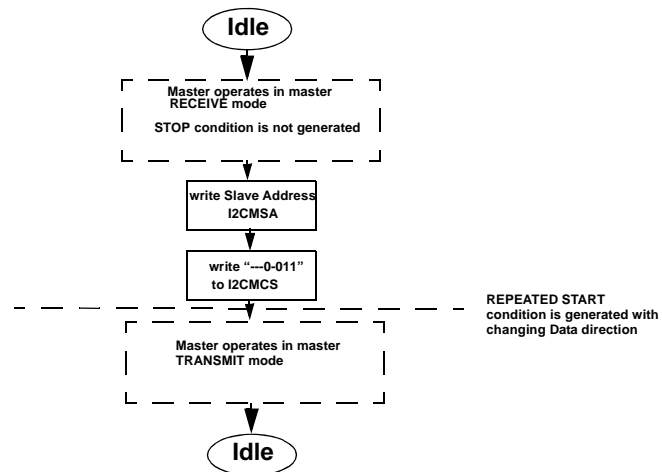 Idle
Master operates in master
RECEIVE mode
STOP condition is not generated
write Slave Address
I2CMSA
write “---0-011”
to I2CMCS
REPEATED START
condition is generated with
changing Data direction
Master operates in master
TRANSMIT mode
Idle